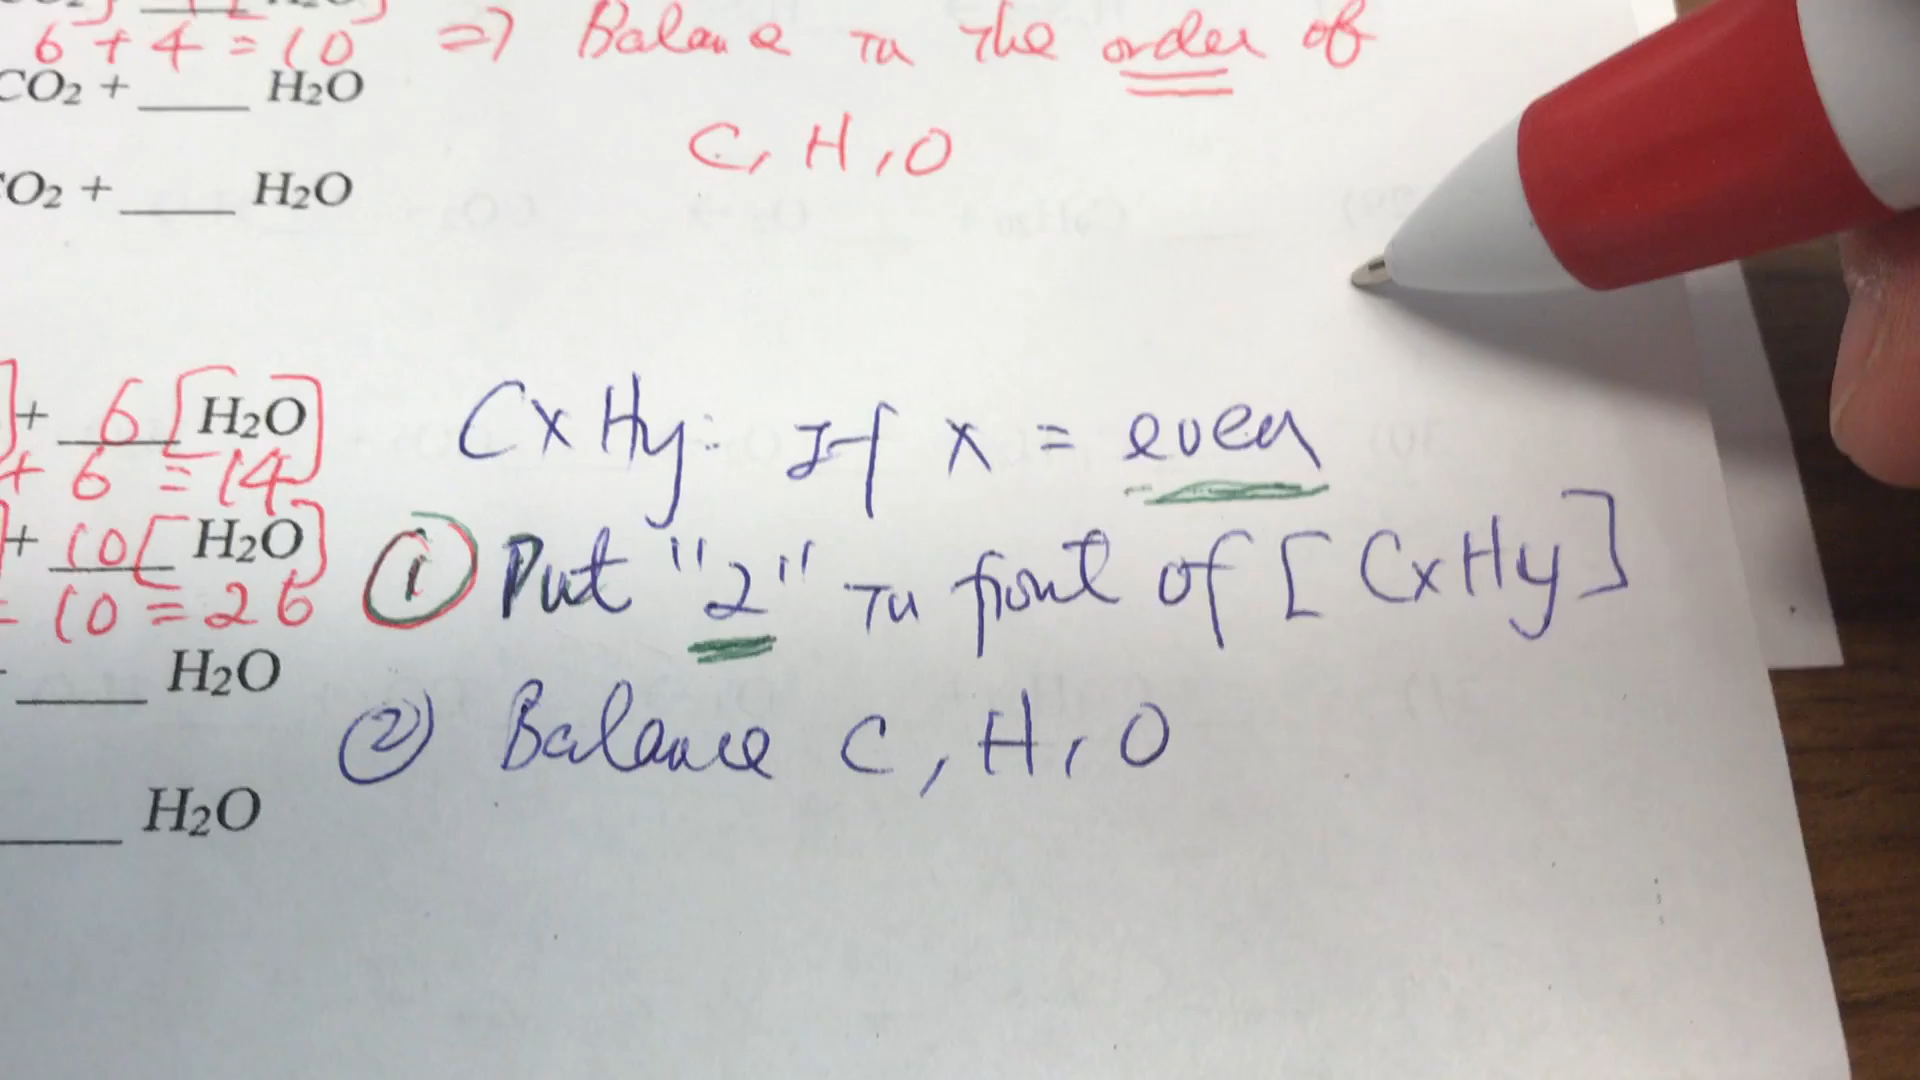 6 + 4 = 10 => Balance in the order of
CO2 + ____ H2O
C, H, O
O2 + ____ H2O
CxHy: If x = even
+ 6 [H2O]
+ 6 = 14
① Put "2" in front of [CxHy]
+ 10 [H2O]
= 10 = 26
____ H2O
② Balance C, H, O
____ H2O